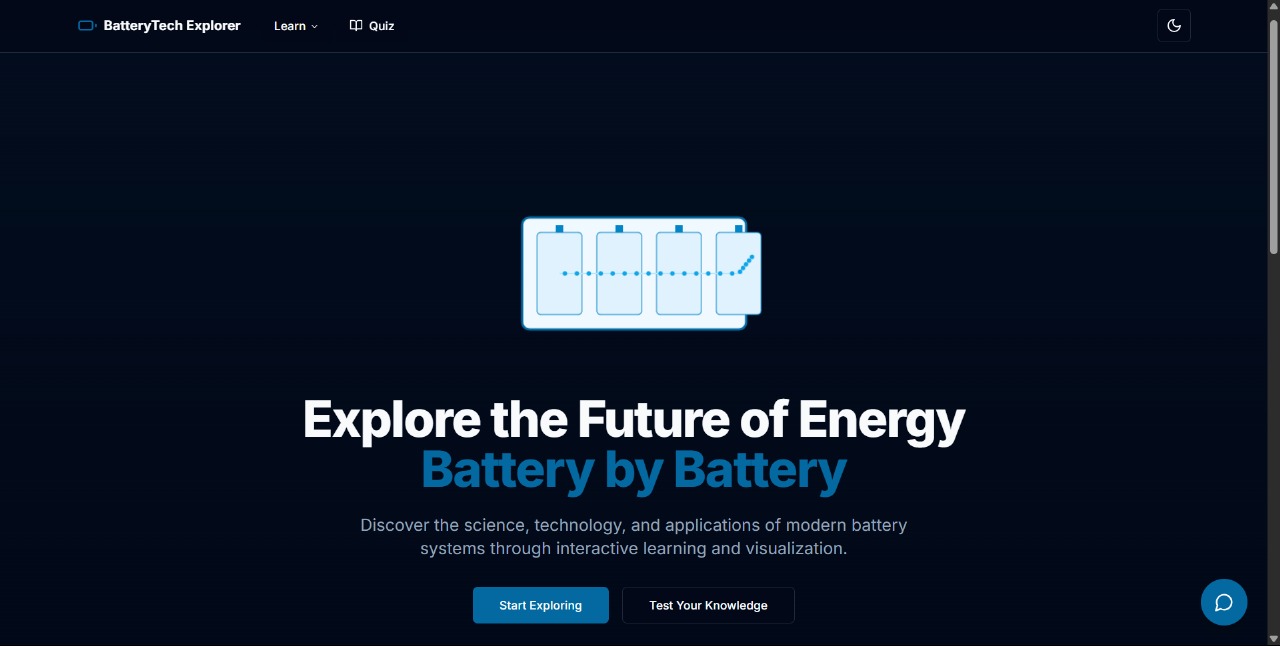 BatteryTech Explorer
Learn
Quiz
Explore the Future of Energy
Battery by Battery
Discover the science, technology, and applications of modern battery
systems through interactive learning and visualization.
Start Exploring
Test Your Knowledge